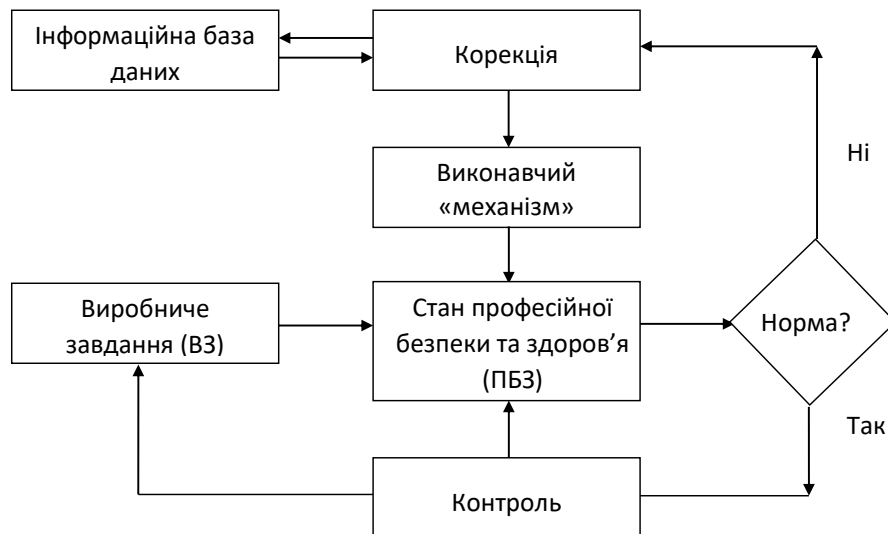 Інформаційна база
даних
Корекція
Ні
Виконавчий
«механізм»
Виробниче
завдання (ВЗ)
Стан професійної
безпеки та здоров’я
(ПБЗ)
Норма?
Так
Контроль